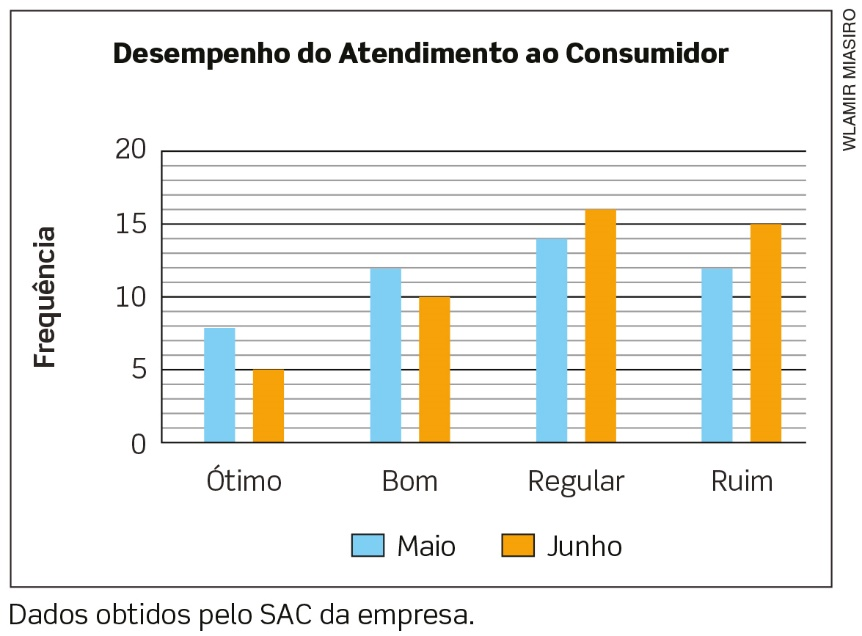 Desempenho do Atendimento ao Consumidor
WLAMIR MIASIRO
Frequência
20
15
10
5
0
Ótimo Bom Regular Ruim
Maio Junho
Dados obtidos pelo SAC da empresa.